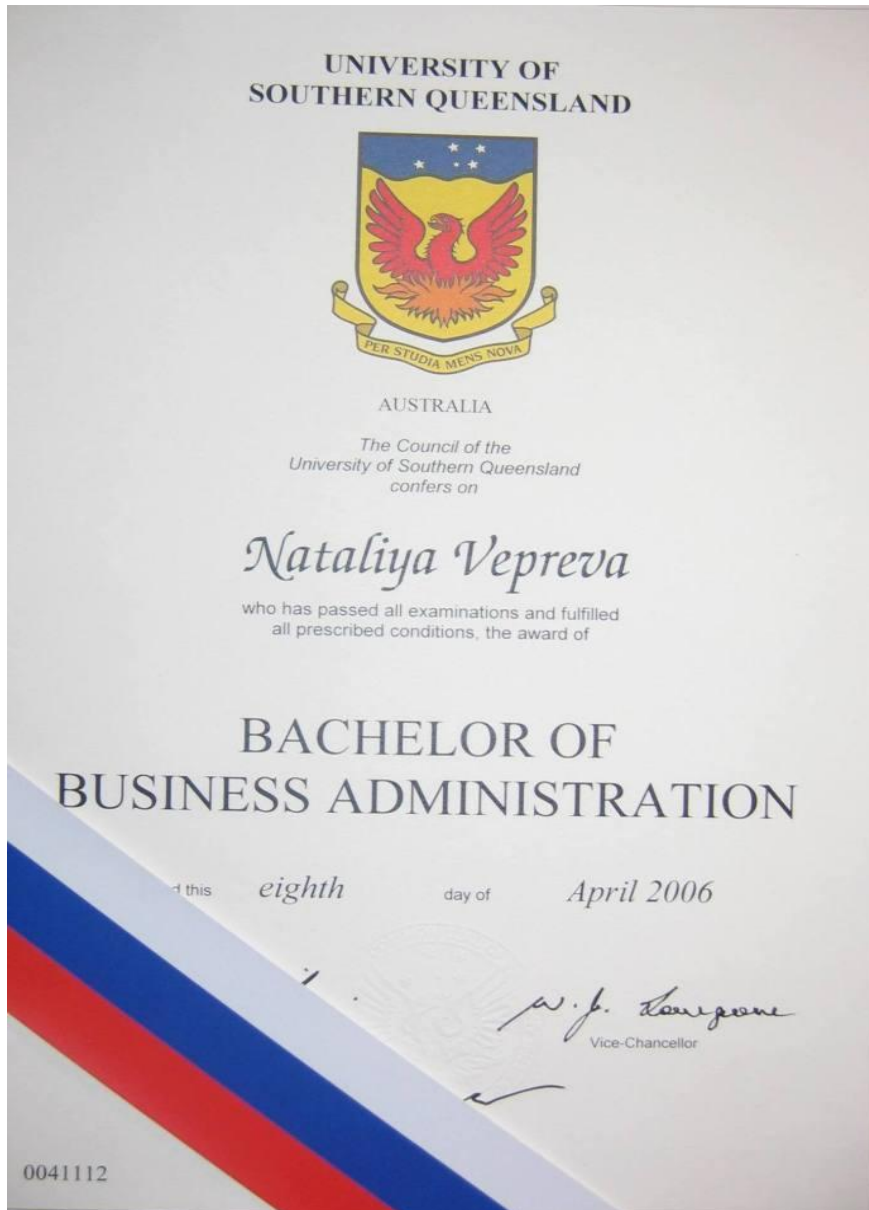 UNIVERSITY OF
SOUTHERN QUEENSLAND
PER STUDIA MENS NOVA
AUSTRALIA
The Council of the
University of Southern Queensland
confers on
Nataliya Vepreva
who has passed all examinations and fulfilled
all prescribed conditions, the award of
BACHELOR OF
BUSINESS ADMINISTRATION
this eighth day of April 2006
Vice-Chancellor
0041112